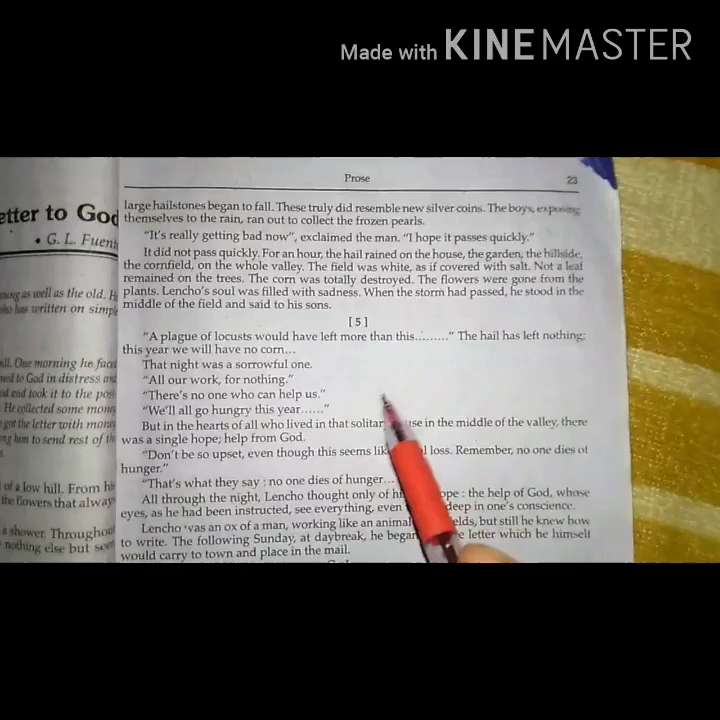 Made with KINEMASTER
Prose 23
large hailstones began to fall. These truly did resemble new silver coins. The boys, exposing
themselves to the rain, ran out to collect the frozen pearls.
"It's really getting bad now", exclaimed the man. "I hope it passes quickly."
It did not pass quickly. For an hour, the hail rained on the house, the garden, the hillside,
the cornfield, on the whole valley. The field was white, as if covered with salt. Not a leaf
remained on the trees. The corn was totally destroyed. The flowers were gone from the
plants. Lencho's soul was filled with sadness. When the storm had passed, he stood in the
middle of the field and said to his sons.
[5]
"A plague of locusts would have left more than this........." The hail has left nothing;
this year we will have no corn...
That night was a sorrowful one.
"All our work, for nothing."
"There's no one who can help us."
"We'll all go hungry this year......"
But in the hearts of all who lived in that solitar use in the middle of the valley, there
was a single hope; help from God.
"Don't be so upset, even though this seems lik l loss. Remember, no one dies of
hunger."
"That's what they say : no one dies of hunger...
All through the night, Lencho thought only of hi ope : the help of God, whose
eyes, as he had been instructed, see everything, even deep in one's conscience.
Lencho was an ox of a man, working like an animal elds, but still he knew how
to write. The following Sunday, at daybreak, he began e letter which he himself
would carry to town and place in the mail.
etter to God
• G. L. Fuent
oung as well as the old. H
who has written on simpl
ill. One morning he face
ned to God in distress an
od and took it to the pos
He collected some mone
got the letter with mone
ng him to send rest of th
s.
of a low hill. From hi
the flowers that alway
a shower. Throughou
nothing else but see